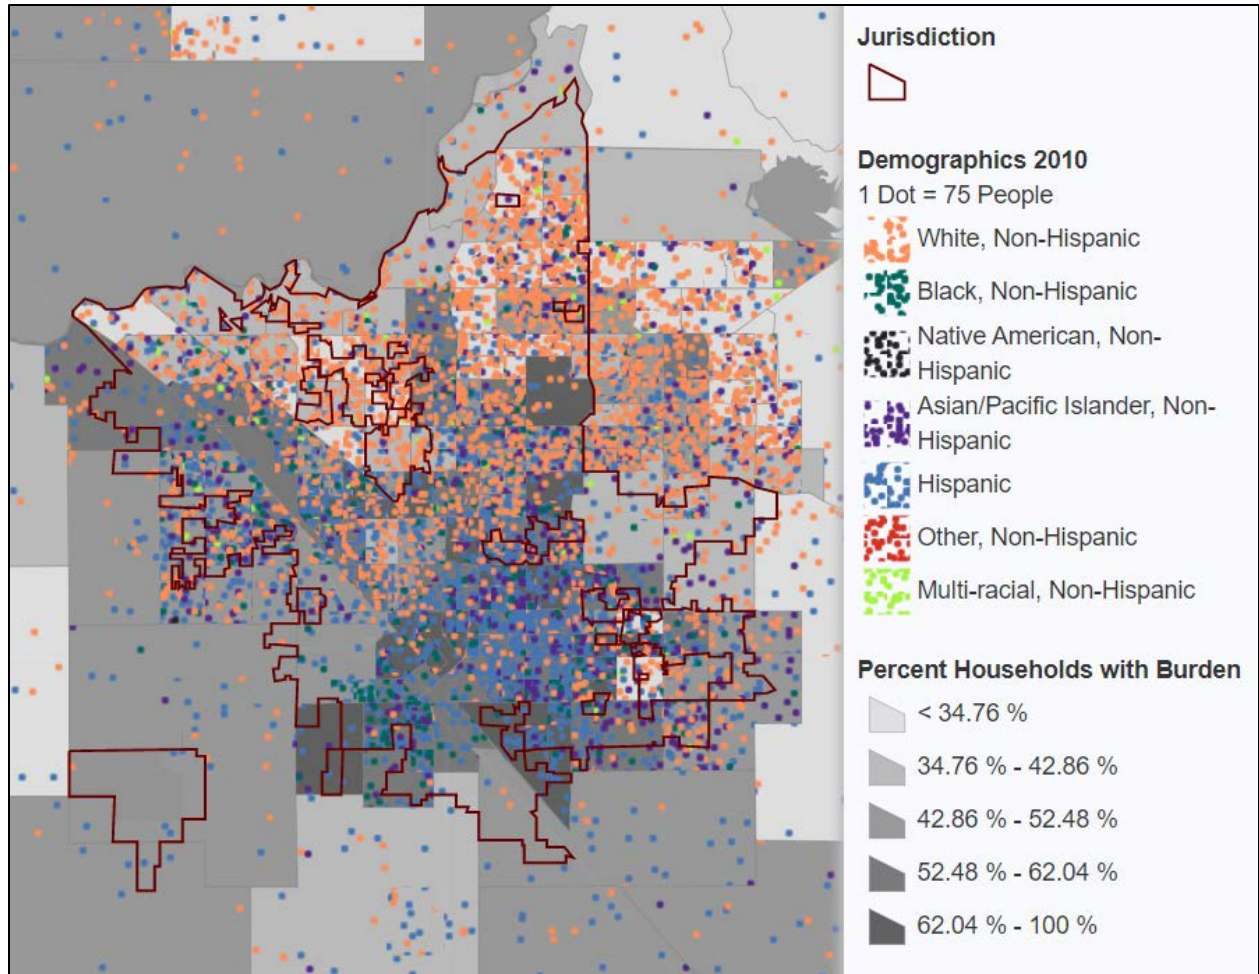 Jurisdiction
Demographics 2010
1 Dot = 75 People
White, Non-Hispanic
Black, Non-Hispanic
Native American, Non-
Hispanic
Asian/Pacific Islander, Non-
Hispanic
Hispanic
Other, Non-Hispanic
Multi-racial, Non-Hispanic
Percent Households with Burden
< 34.76 %
34.76 % - 42.86 %
42.86 % - 52.48 %
52.48 % - 62.04 %
62.04 % - 100 %